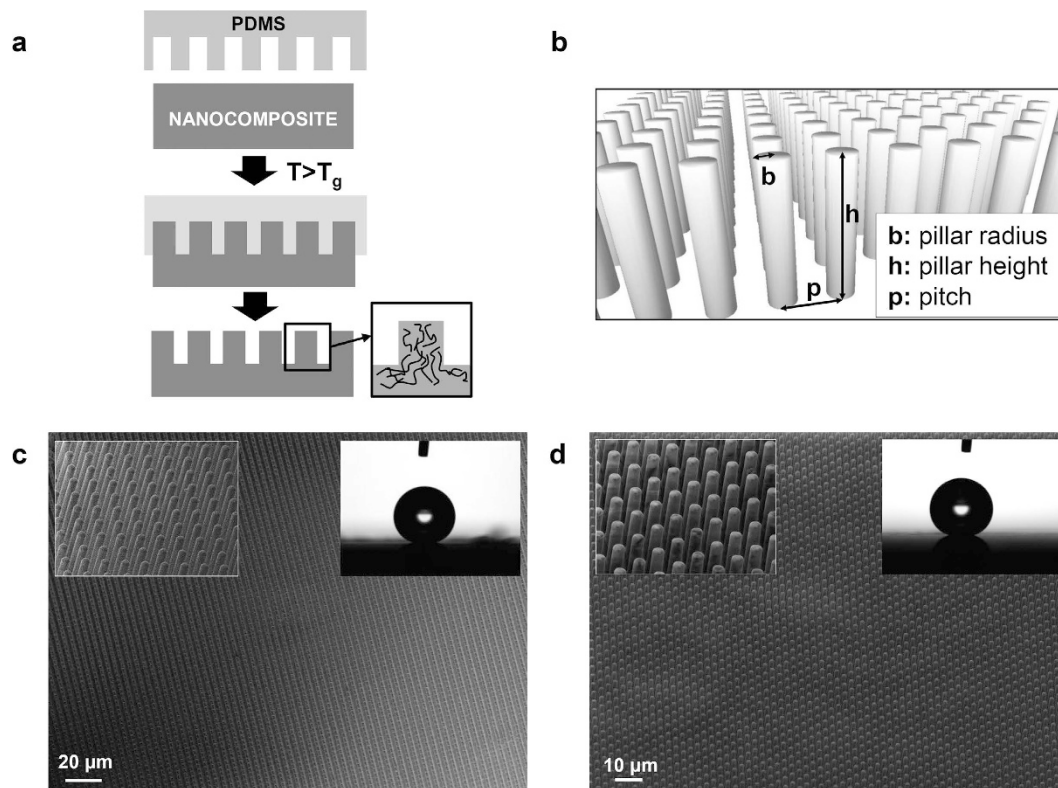 a
PDMS
NANOCOMPOSITE
T>Tg
b
b
h
p
b: pillar radius
h: pillar height
p: pitch
c
20 µm
d
10 µm